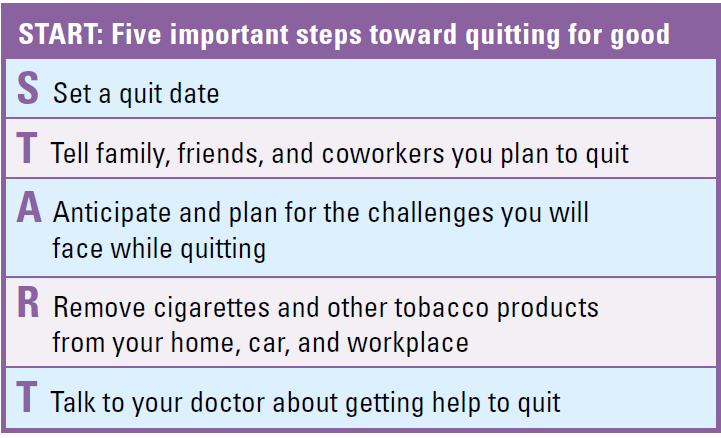 START: Five important steps toward quitting for good
S Set a quit date
T Tell family, friends, and coworkers you plan to quit
A Anticipate and plan for the challenges you will
face while quitting
R Remove cigarettes and other tobacco products
from your home, car, and workplace
T Talk to your doctor about getting help to quit